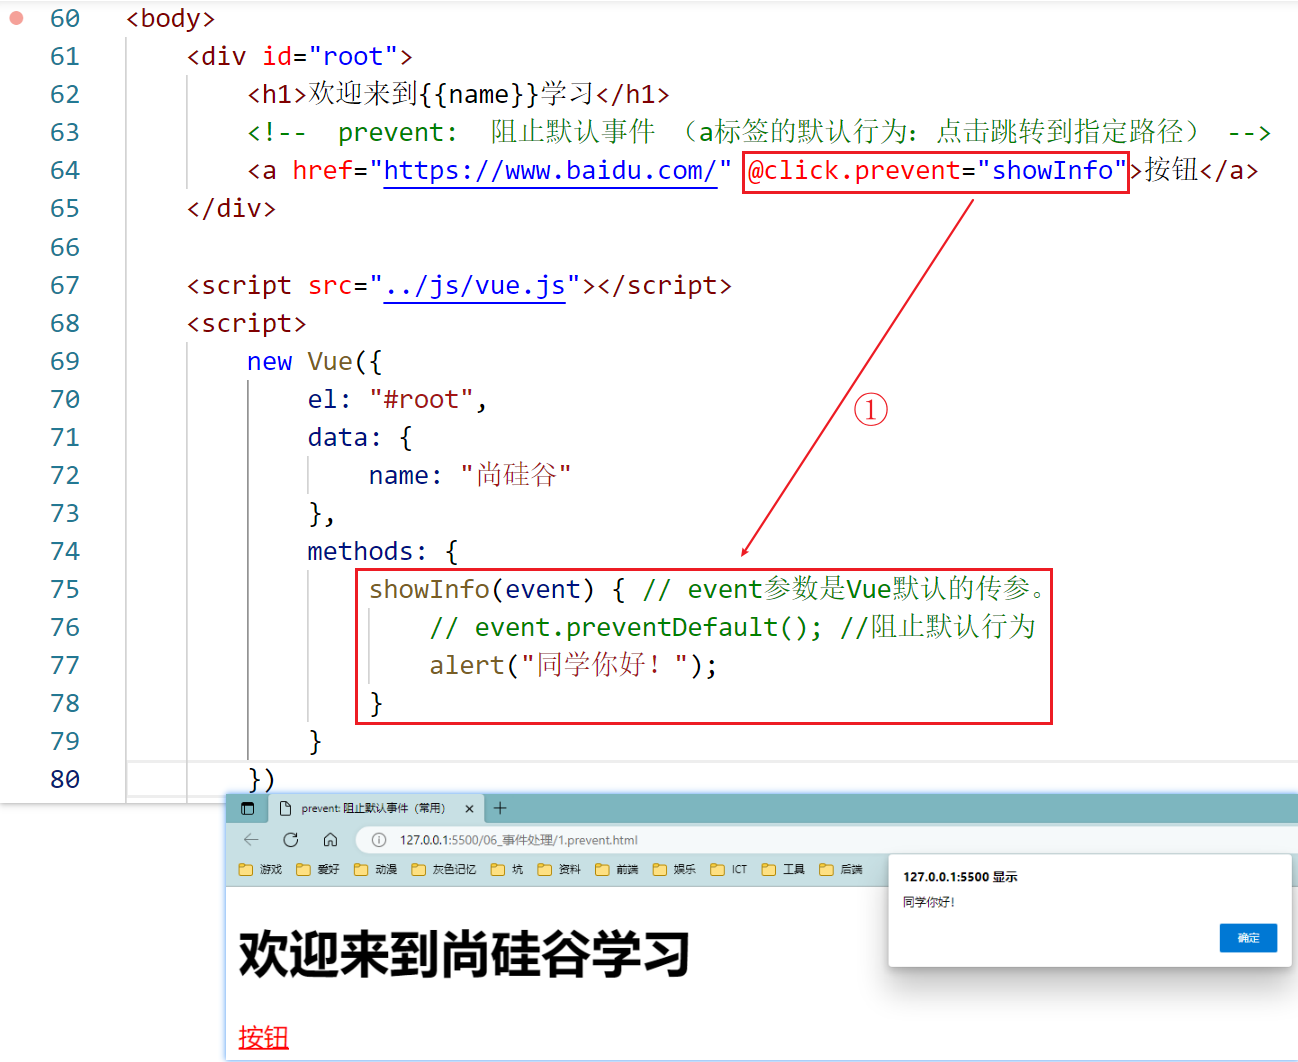 60 <body>
61 <div id="root">
62 <h1>欢迎来到{{name}}学习</h1>
63 <!-- prevent: 阻止默认事件 （a标签的默认行为：点击跳转到指定路径） -->
64 <a href="https://www.baidu.com/" @click.prevent="showInfo">按钮</a>
65 </div>
66
67 <script src="../js/vue.js"></script>
68 <script>
69 new Vue({
70 el: "#root",
71 data: {
72 name: "尚硅谷"
73 },
74 methods: {
75 showInfo(event) { // event参数是Vue默认的传参。
76 // event.preventDefault(); //阻止默认行为
77 alert("同学你好！");
78 }
79 }
80 })
①
prevent: 阻止默认事件（常用）
127.0.0.1:5500/06_事件处理/1.prevent.html
游戏 爱好 动漫 灰色记忆 坑 资料 前端 娱乐 ICT 工具 后端
127.0.0.1:5500 显示
同学你好！
确定
欢迎来到尚硅谷学习
按钮